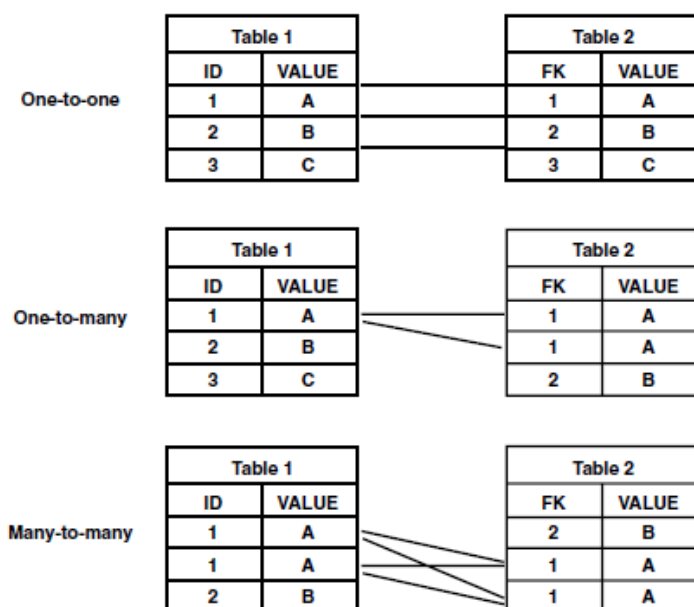 Table 1 Table 2
ID VALUE FK VALUE
One-to-one
1 A 1 A
2 B 2 B
3 C 3 C
Table 1 Table 2
ID VALUE FK VALUE
One-to-many
1 A 1 A
2 B 1 A
3 C 2 B
Table 1 Table 2
ID VALUE FK VALUE
Many-to-many
1 A 2 B
1 A 1 A
2 B 1 A